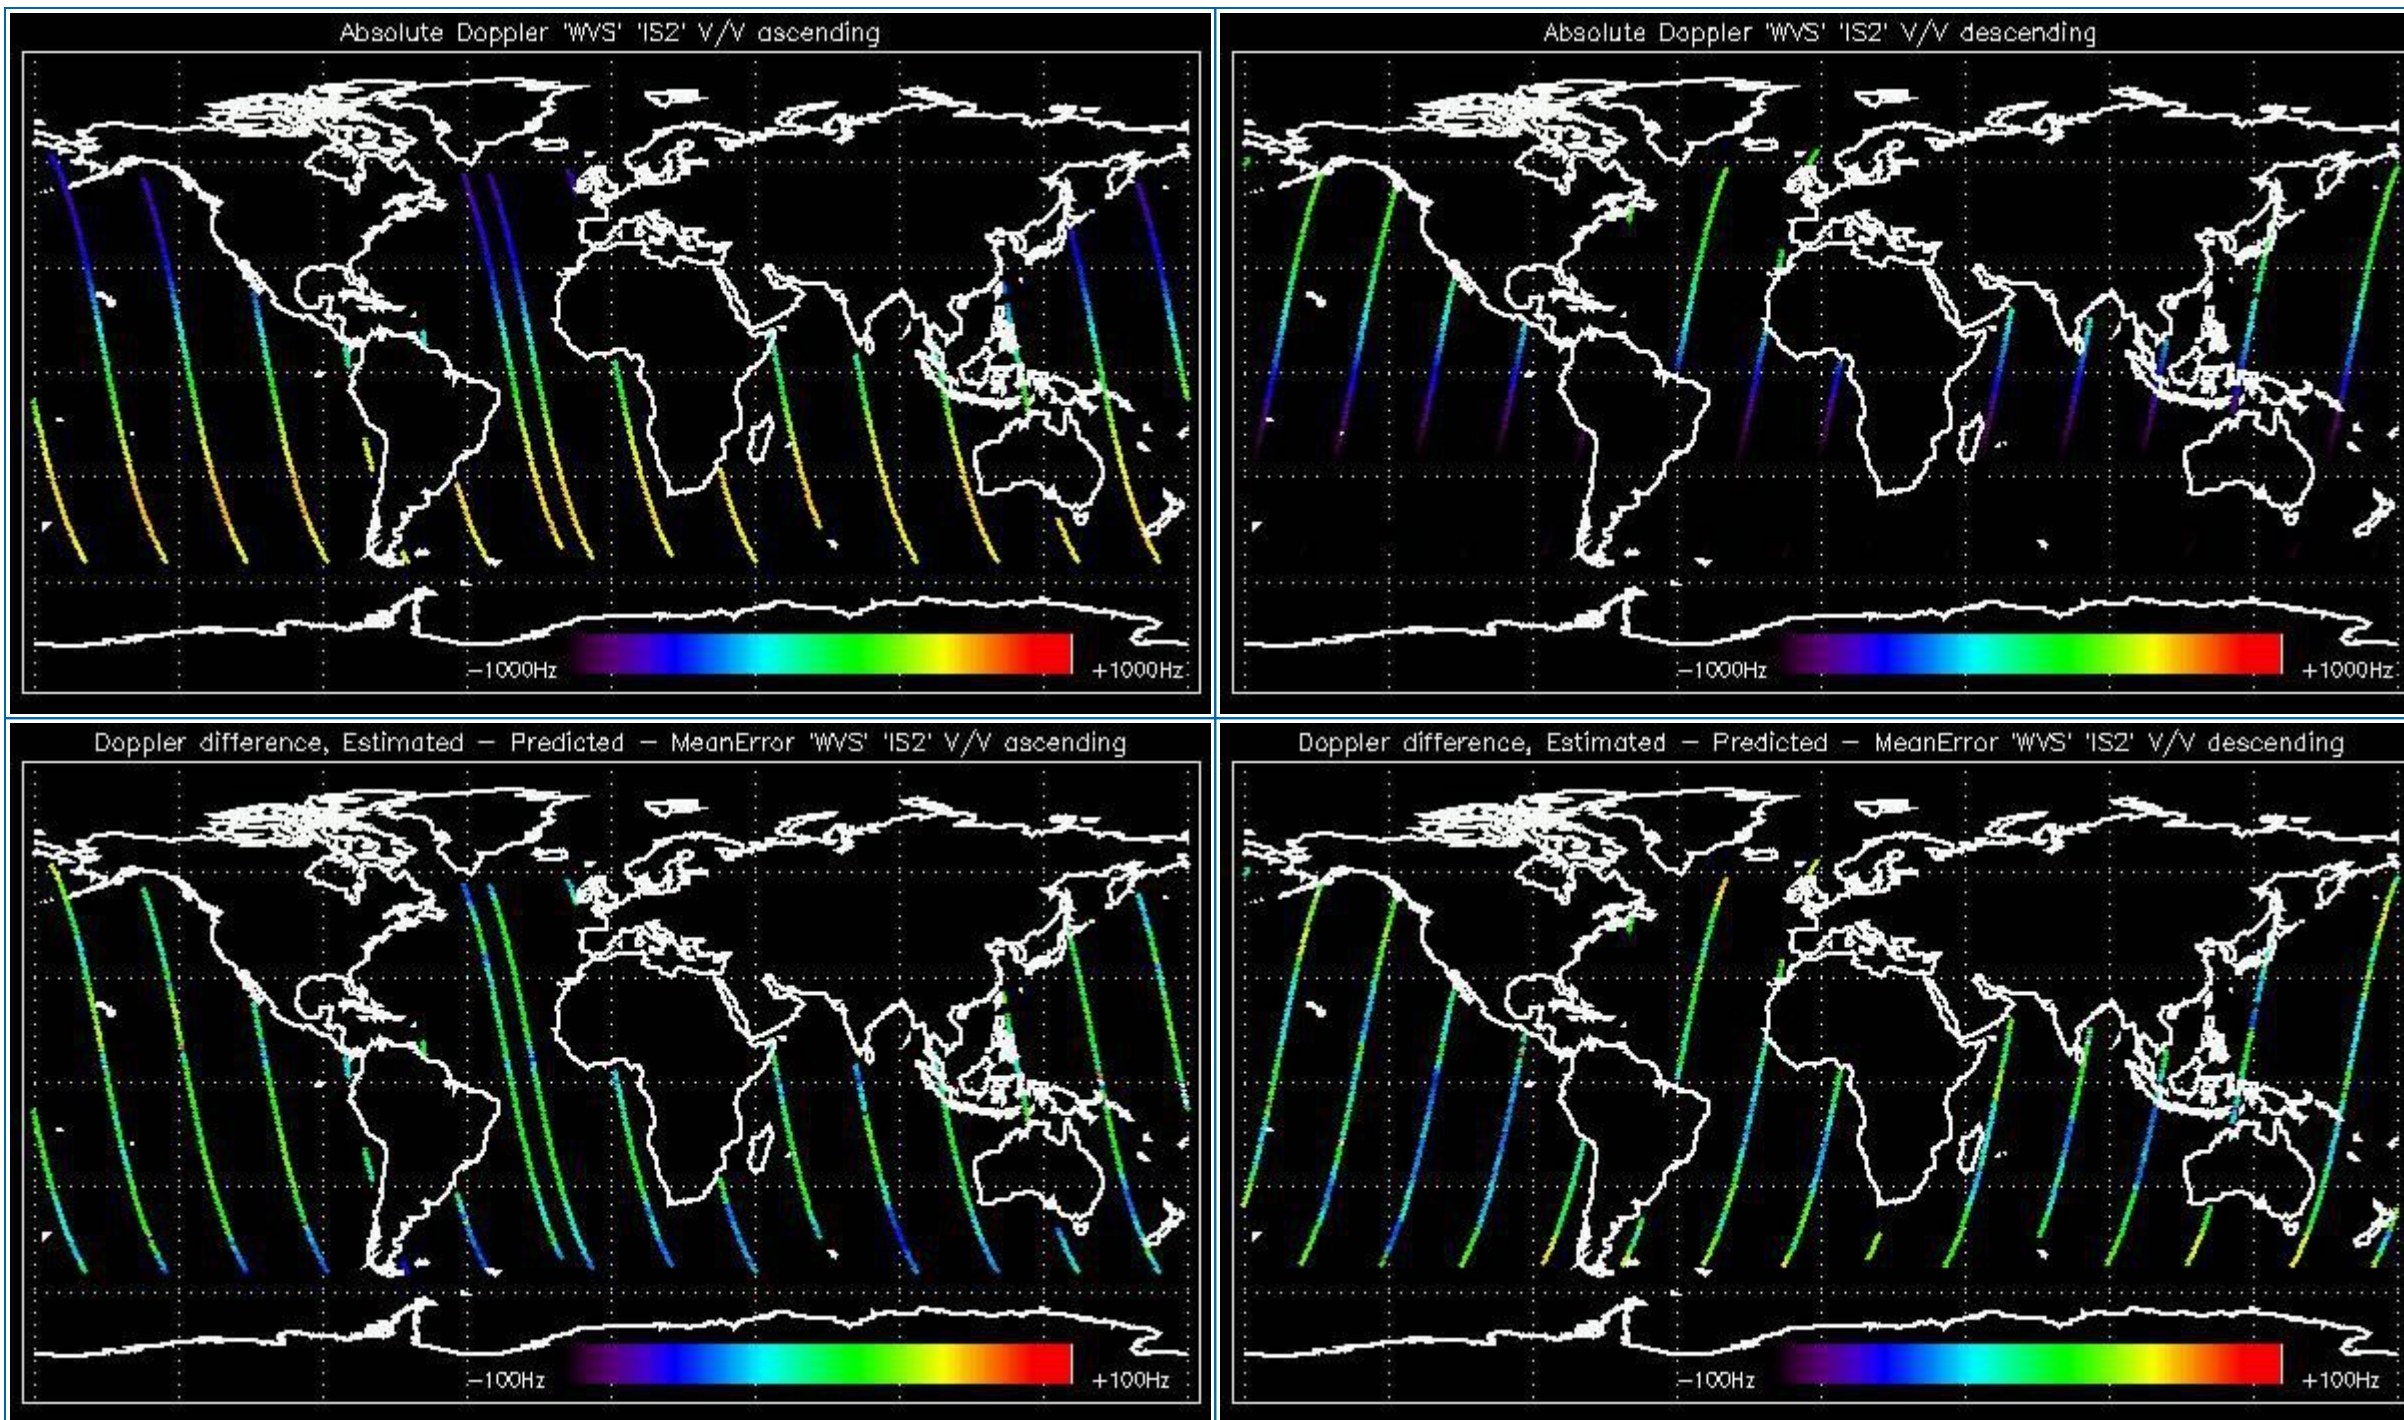 Absolute Doppler 'WVS' 'IS2' V/V ascending
-1000Hz
+1000Hz
Absolute Doppler 'WVS' 'IS2' V/V descending
-1000Hz
+1000Hz
Doppler difference, Estimated - Predicted - MeanError 'WVS' 'IS2' V/V ascending
-100Hz
+100Hz
Doppler difference, Estimated - Predicted - MeanError 'WVS' 'IS2' V/V descending
-100Hz
+100Hz